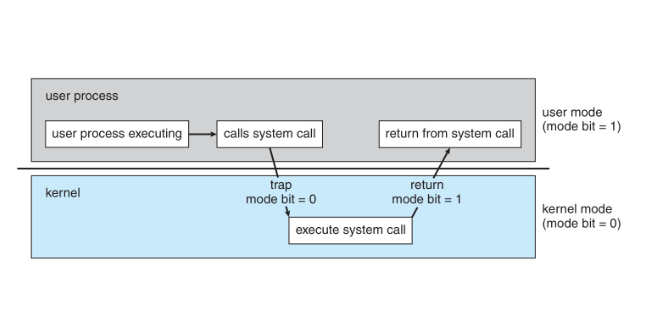 user process
user process executing
calls system call
return from system call
user mode
(mode bit = 1)
kernel
trap
mode bit = 0
return
mode bit = 1
execute system call
kernel mode
(mode bit = 0)